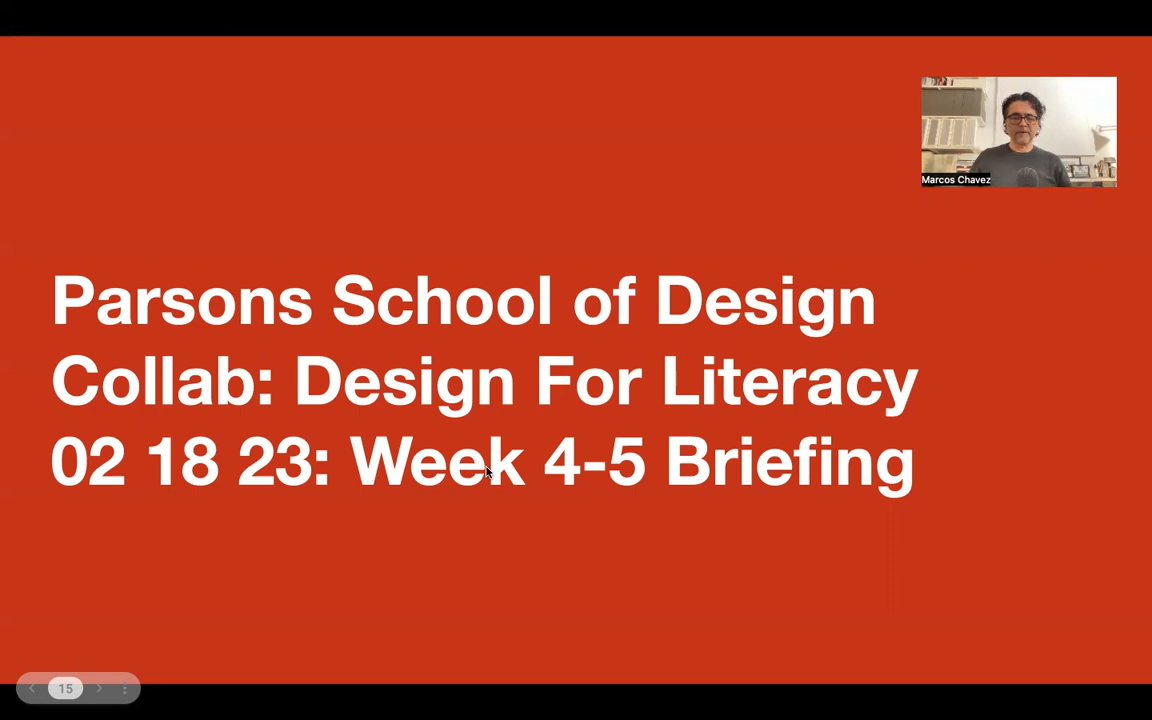 Marcos Chavez
Parsons School of Design
Collab: Design For Literacy
02 18 23: Week 4-5 Briefing
15